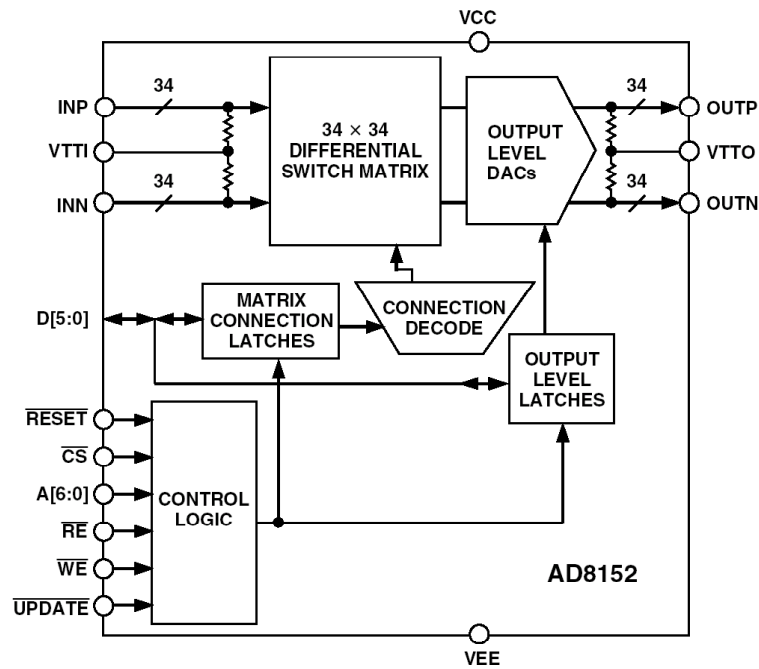 VCC
INP
34
VTTI
INN
34
34 × 34
DIFFERENTIAL
SWITCH MATRIX
OUTPUT
LEVEL
DACs
34
OUTP
VTTO
34
OUTN
D[5:0]
MATRIX
CONNECTION
LATCHES
CONNECTION
DECODE
OUTPUT
LEVEL
LATCHES
RESET
CS
A[6:0]
RE
WE
UPDATE
CONTROL
LOGIC
AD8152
VEE